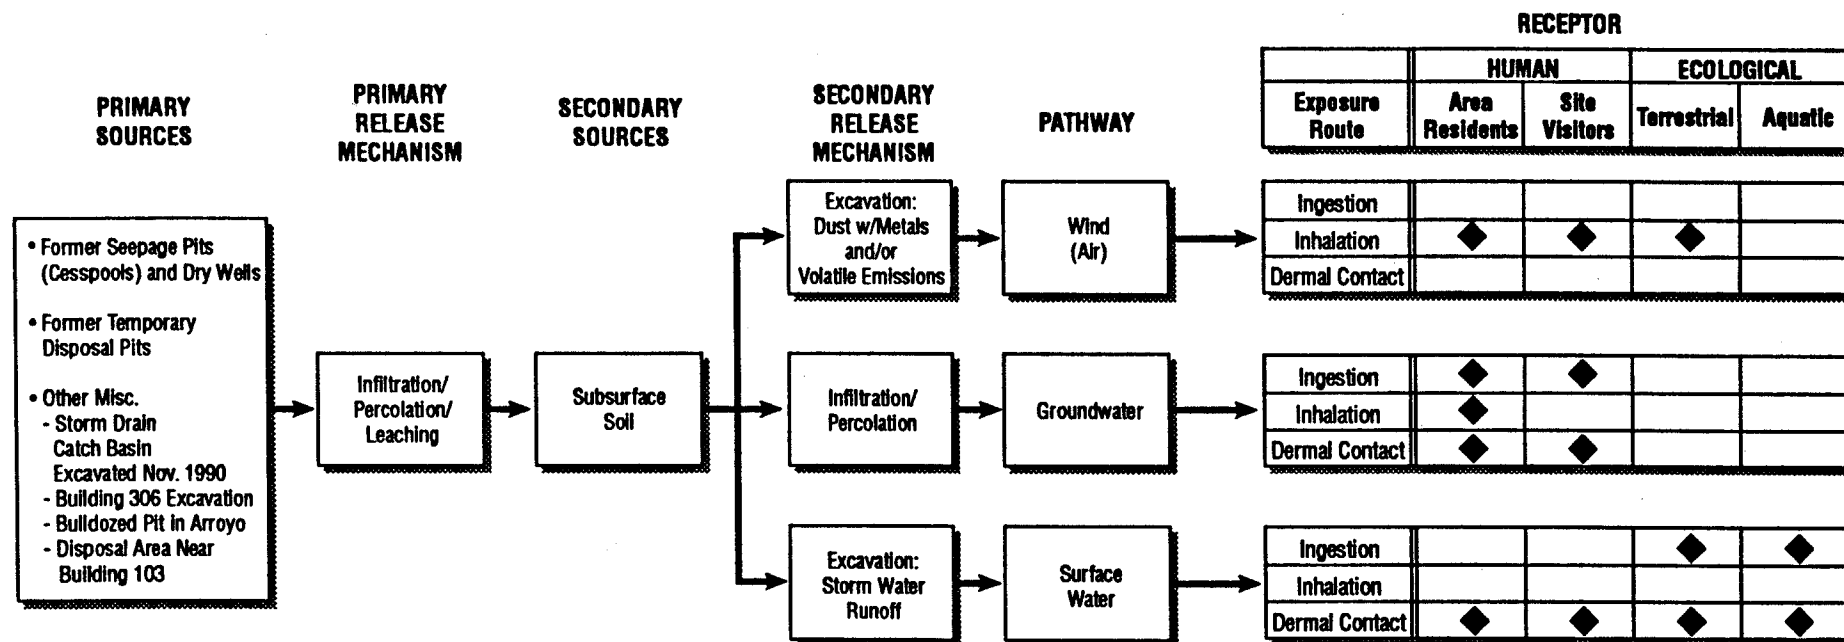 RECEPTOR
HUMAN
ECOLOGICAL
Exposure
Route
Area
Residents
Site
Visitors
Terrestrial
Aquatic
PRIMARY
SOURCES
PRIMARY
RELEASE
MECHANISM
SECONDARY
SOURCES
SECONDARY
RELEASE
MECHANISM
PATHWAY
• Former Seepage Pits
(Cesspools) and Dry Wells
• Former Temporary
Disposal Pits
• Other Misc.
- Storm Drain
Catch Basin
Excavated Nov. 1990
- Building 306 Excavation
- Bulldozed Pit in Arroyo
- Disposal Area Near
Building 103
Infiltration/
Percolation/
Leaching
Subsurface
Soil
Excavation:
Dust w/Metals
and/or
Volatile Emissions
Wind
(Air)
Ingestion
Inhalation
Dermal Contact
Infiltration/
Percolation
Groundwater
Ingestion
Inhalation
Dermal Contact
Excavation:
Storm Water
Runoff
Surface
Water
Ingestion
Inhalation
Dermal Contact